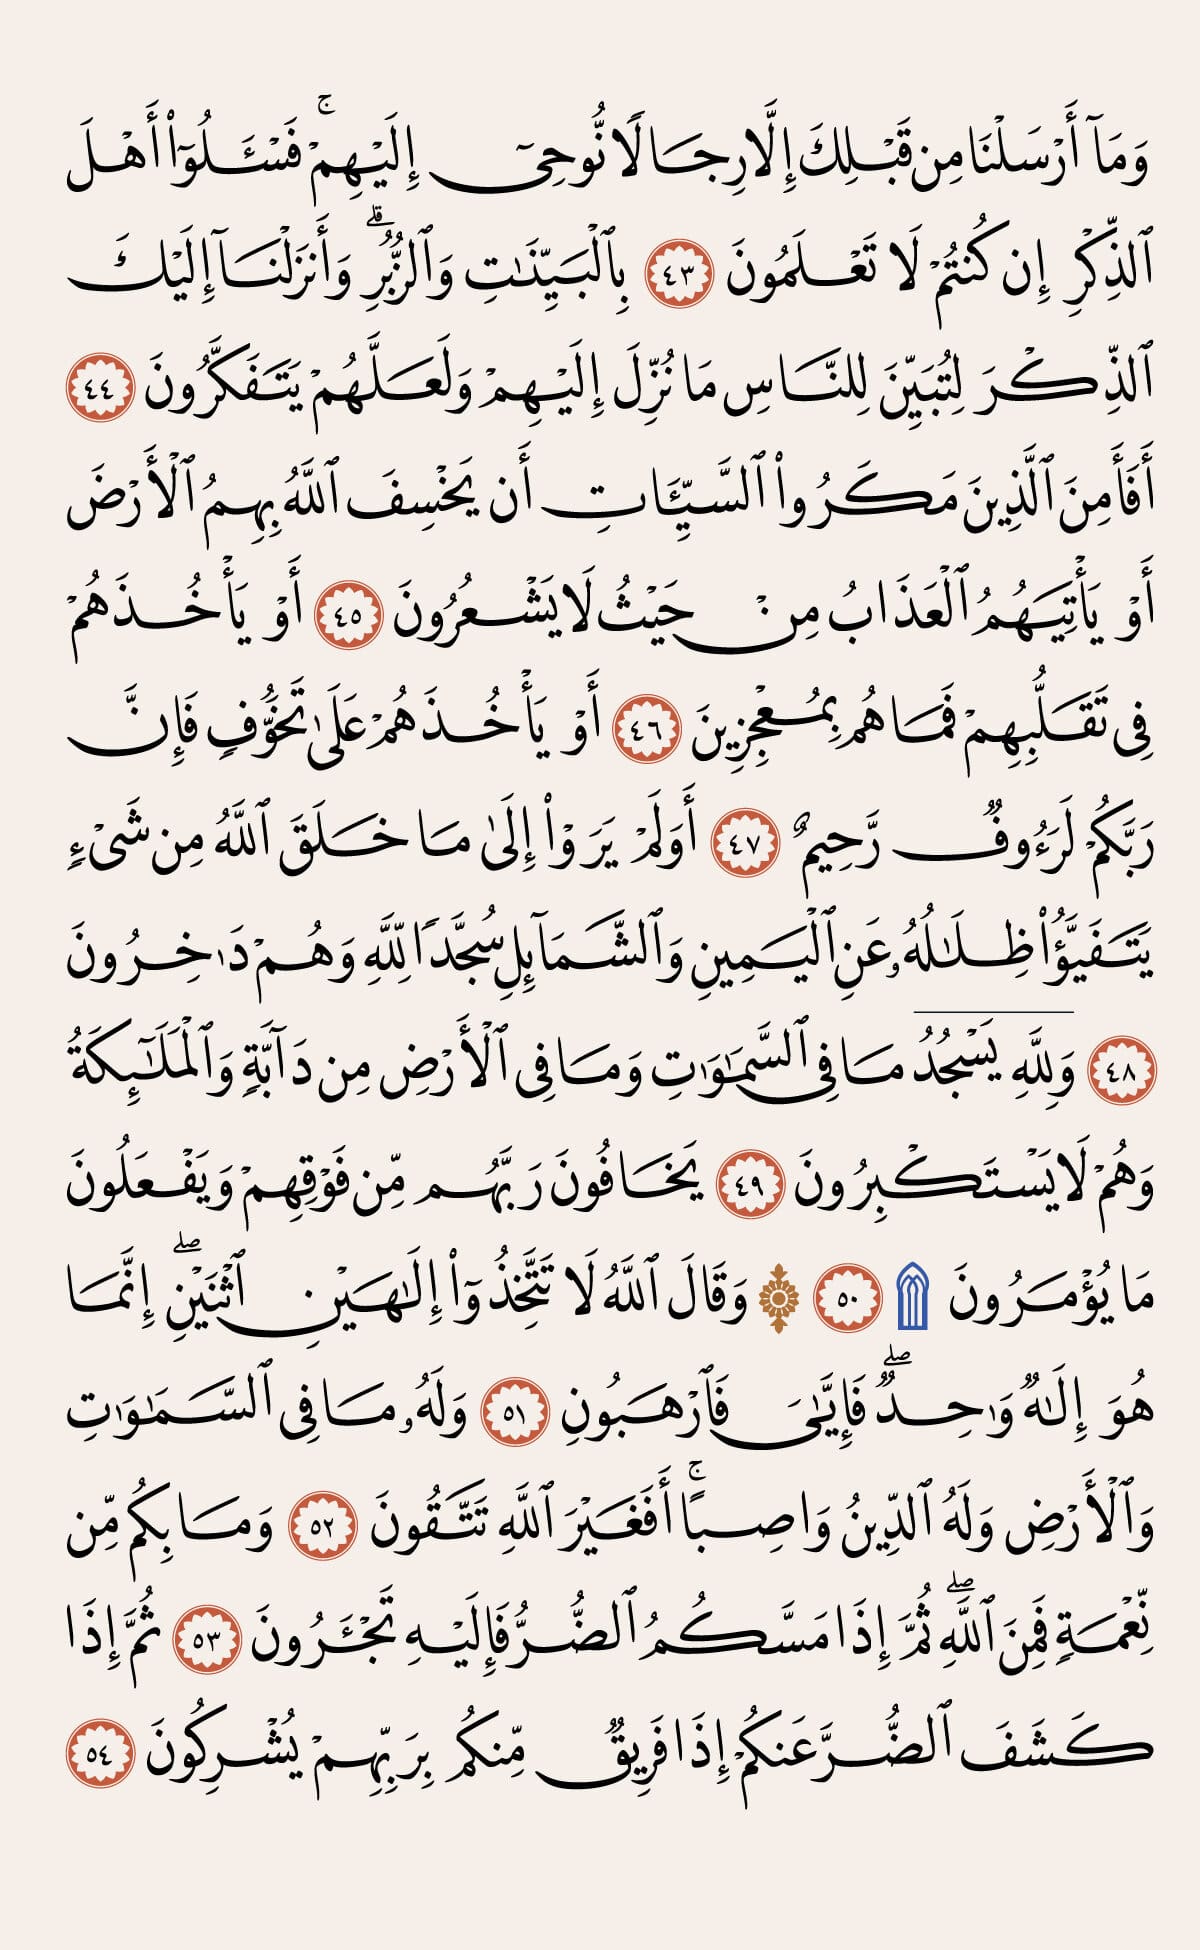 وَمَآ أَرْسَلْنَا مِن قَبْلِكَ إِلَّا رِجَالًا نُّوحِىٓ إِلَيْهِمْ ۚ فَسْـَٔلُوٓا۟ أَهْلَ
ٱلذِّكْرِ إِن كُنتُمْ لَا تَعْلَمُونَ ٤٣ بِٱلْبَيِّنَـٰتِ وَٱلزُّبُرِ ۗ وَأَنزَلْنَآ إِلَيْكَ
ٱلذِّكْرَ لِتُبَيِّنَ لِلنَّاسِ مَا نُزِّلَ إِلَيْهِمْ وَلَعَلَّهُمْ يَتَفَكَّرُونَ ٤٤
أَفَأَمِنَ ٱلَّذِينَ مَكَرُوا۟ ٱلسَّيِّـَٔاتِ أَن يَخْسِفَ ٱللَّهُ بِهِمُ ٱلْأَرْضَ
أَوْ يَأْتِيَهُمُ ٱلْعَذَابُ مِنْ حَيْثُ لَا يَشْعُرُونَ ٤٥ أَوْ يَأْخُذَهُمْ
فِى تَقَلُّبِهِمْ فَمَا هُم بِمُعْجِزِينَ ٤٦ أَوْ يَأْخُذَهُمْ عَلَىٰ تَخَوُّفٍ فَإِنَّ
رَبَّكُمْ لَرَءُوفٌ رَّحِيمٌ ٤٧ أَوَلَمْ يَرَوْا۟ إِلَىٰ مَا خَلَقَ ٱللَّهُ مِن شَىْءٍ
يَتَفَيَّؤُا۟ ظِلَـٰلُهُۥ عَنِ ٱلْيَمِينِ وَٱلشَّمَآئِلِ سُجَّدًا لِّلَّهِ وَهُمْ دَٰخِرُونَ
٤٨ وَلِلَّهِ يَسْجُدُ مَا فِى ٱلسَّمَـٰوَٰتِ وَمَا فِى ٱلْأَرْضِ مِن دَآبَّةٍ وَٱلْمَلَـٰٓئِكَةُ
وَهُمْ لَا يَسْتَكْبِرُونَ ٤٩ يَخَافُونَ رَبَّهُم مِّن فَوْقِهِمْ وَيَفْعَلُونَ
مَا يُؤْمَرُونَ ۩ ٥٠ ۞ وَقَالَ ٱللَّهُ لَا تَتَّخِذُوٓا۟ إِلَـٰهَيْنِ ٱثْنَيْنِ ۖ إِنَّمَا
هُوَ إِلَـٰهٌ وَٰحِدٌ ۖ فَإِيَّـٰىَ فَٱرْهَبُونِ ٥١ وَلَهُۥ مَا فِى ٱلسَّمَـٰوَٰتِ
وَٱلْأَرْضِ وَلَهُ ٱلدِّينُ وَاصِبًا ۚ أَفَغَيْرَ ٱللَّهِ تَتَّقُونَ ٥٢ وَمَا بِكُم مِّن
نِّعْمَةٍ فَمِنَ ٱللَّهِ ۖ ثُمَّ إِذَا مَسَّكُمُ ٱلضُّرُّ فَإِلَيْهِ تَجْـَٔرُونَ ٥٣ ثُمَّ إِذَا
كَشَفَ ٱلضُّرَّ عَنكُمْ إِذَا فَرِيقٌ مِّنكُم بِرَبِّهِمْ يُشْرِكُونَ ٥٤